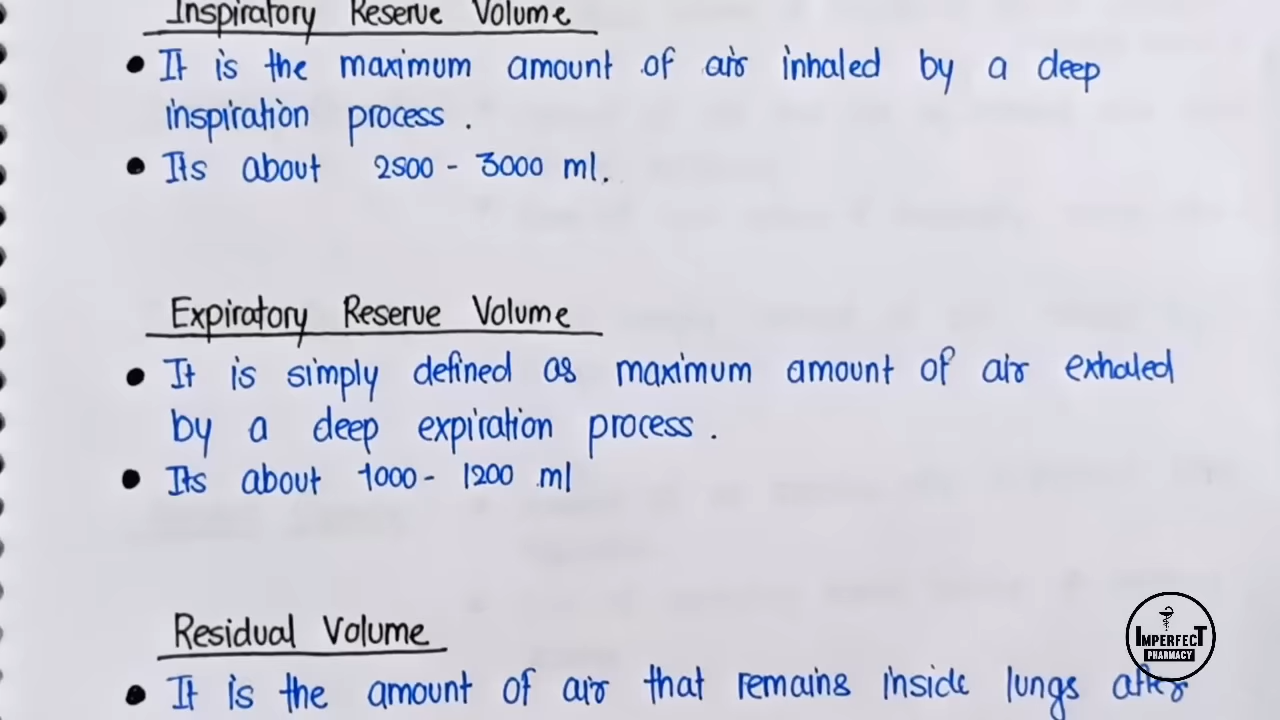 Inspiratory Reserve Volume
It is the maximum amount of air inhaled by a deep
inspiration process.
Its about 2500 - 3000 ml.
Expiratory Reserve Volume
It is simply defined as maximum amount of air exhaled
by a deep expiration process.
Its about 1000 - 1200 ml
Residual Volume
It is the amount of air that remains inside lungs after
IMPERFECT
PHARMACY